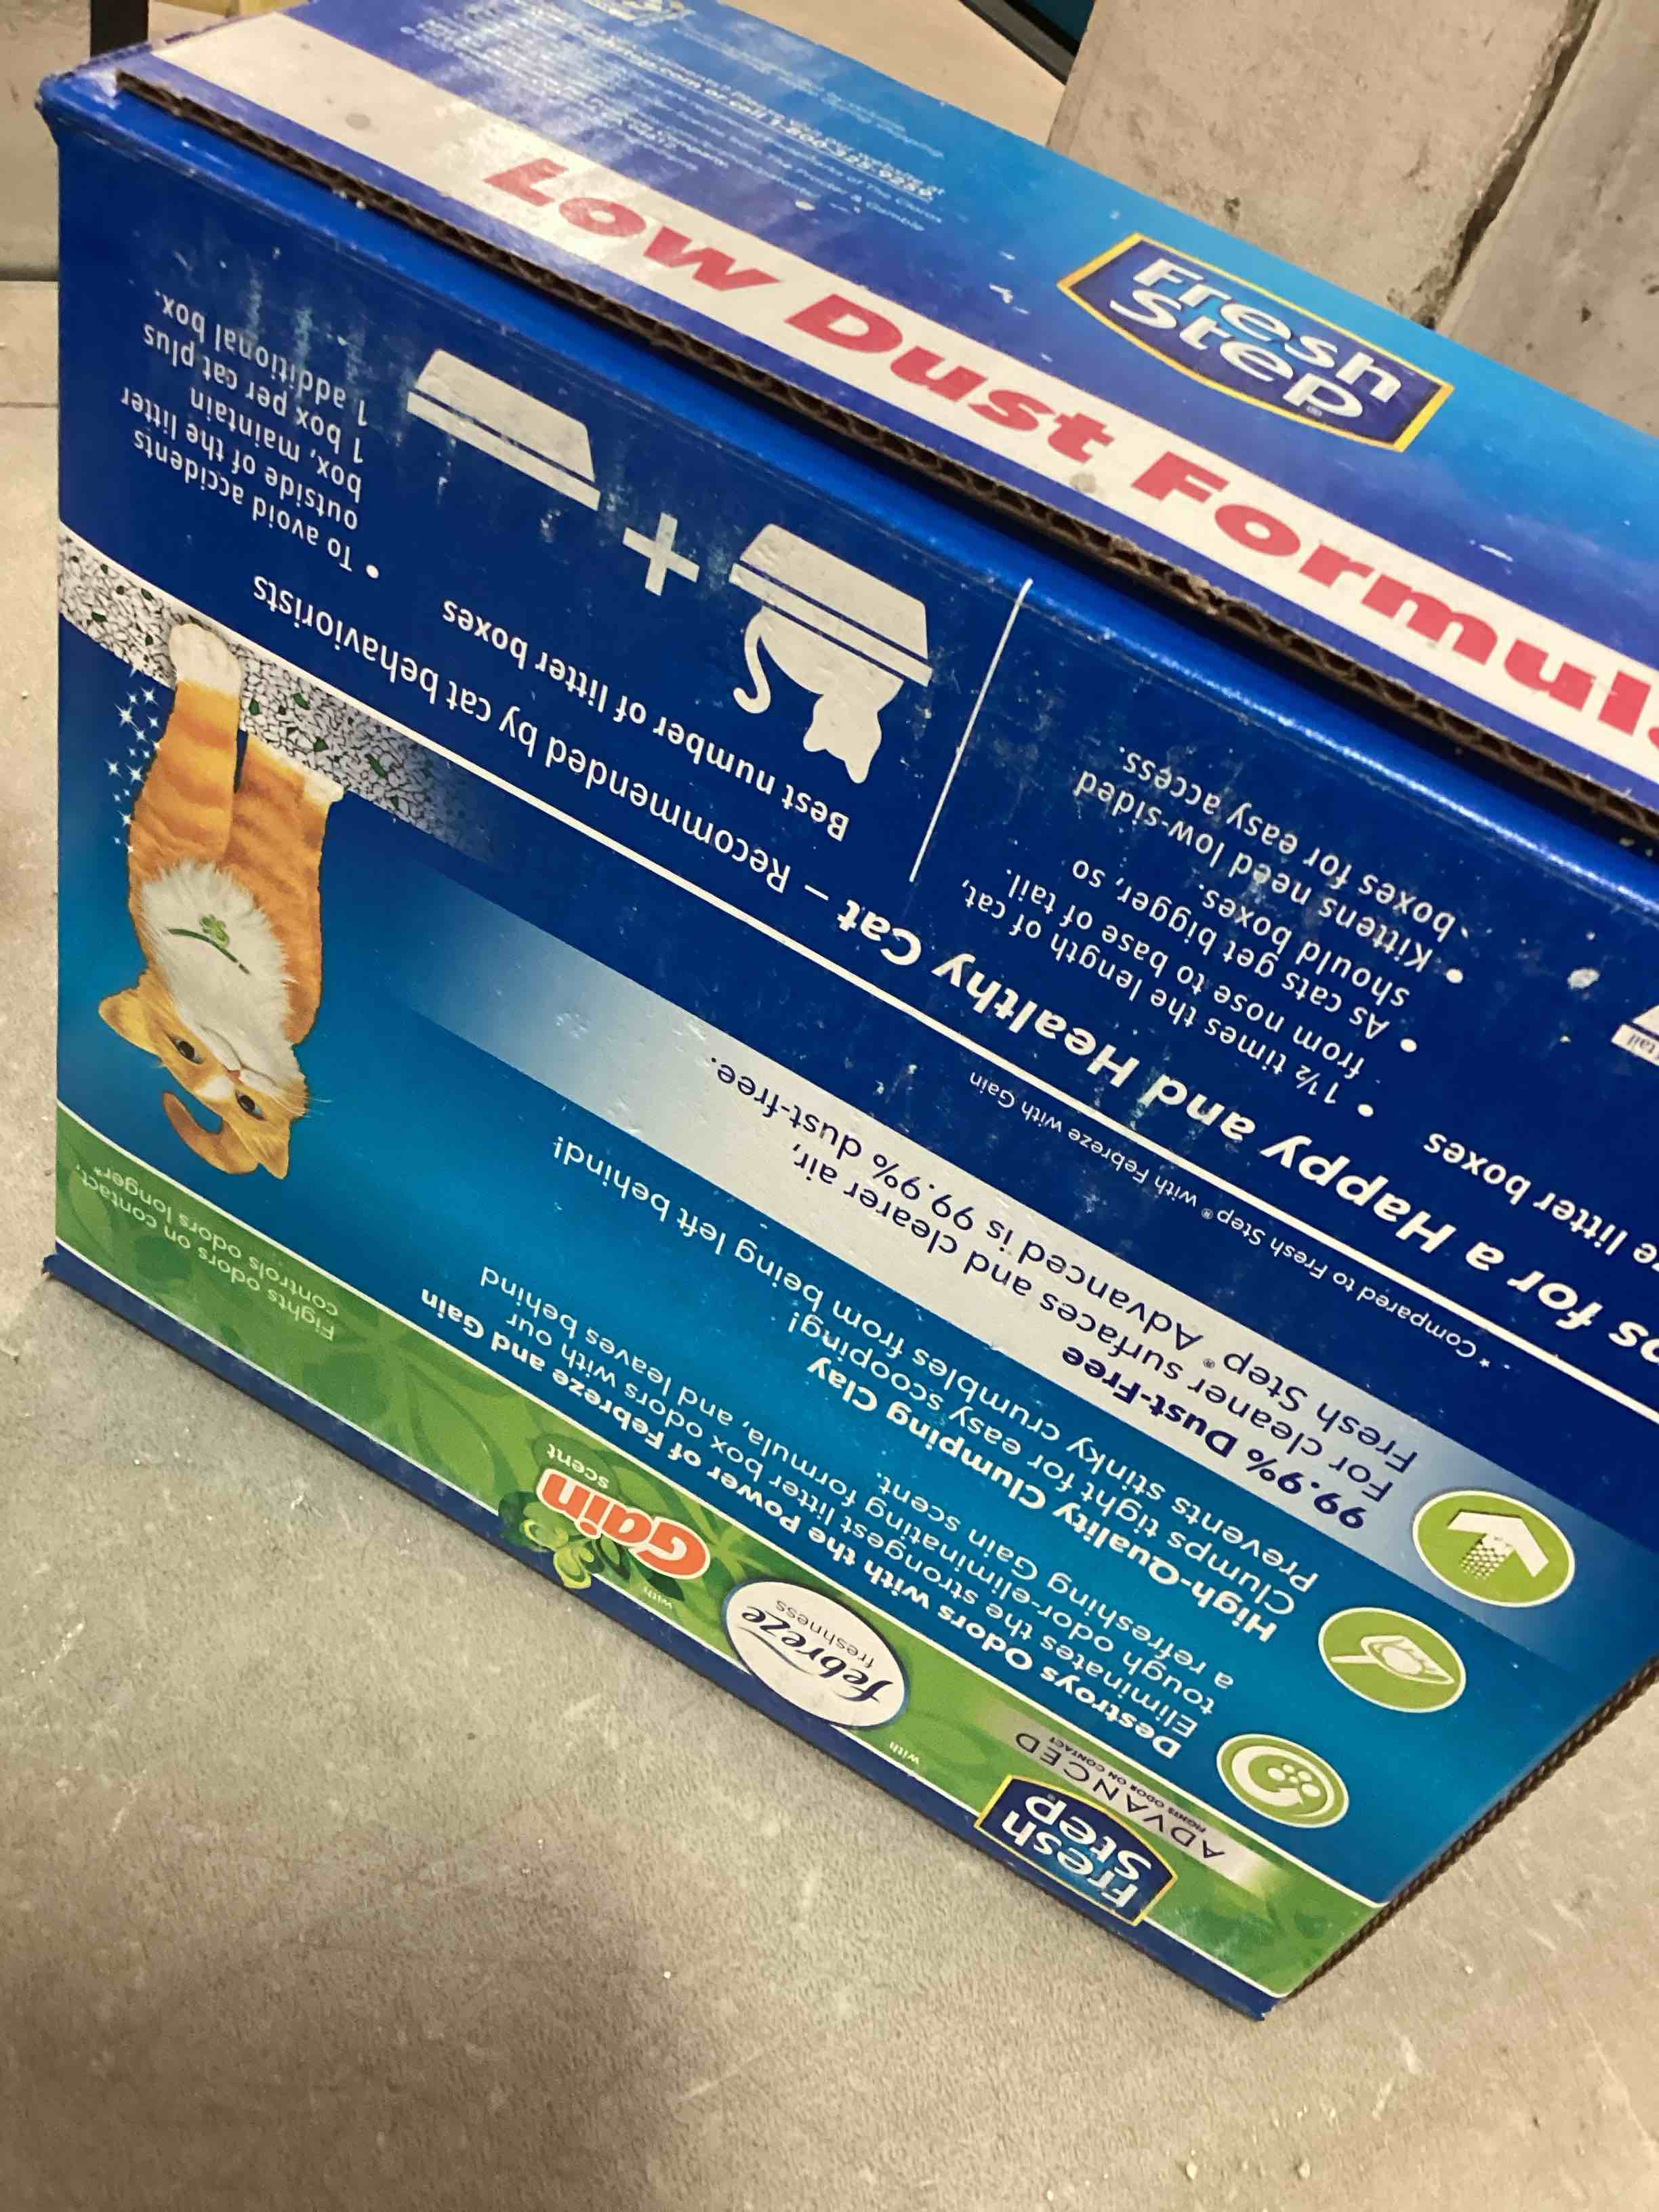 Fresh
Step®
ADVANCED
FIGHTS ODOR ON CONTACT
with
febreze
freshness
with
Gain
scent
Fights odors on contact,
controls odors longer*
Destroys Odors with the Power of Febreze and Gain
Eliminates the strongest litter box odors with our
tough odor-eliminating formula, and leaves behind
a refreshing Gain scent.
High-Quality Clumping Clay
Clumps tight for easy scooping!
Prevents stinky crumbles from being left behind!
99.9% Dust-Free
For cleaner surfaces and clearer air,
Fresh Step® Advanced is 99.9% dust-free.
*Compared to Fresh Step® with Febreze with Gain
for a Happy and Healthy Cat – Recommended by cat behaviorists
litter boxes
• 1½ times the length of cat,
from nose to base of tail.
• As cats get bigger, so
should boxes.
• Kittens need low-sided
boxes for easy access.
tail
Best number of litter boxes
+
• To avoid accidents
outside of the litter
box, maintain
1 box per cat plus
1 additional box.
Low Dust Formula
Fresh
Step®